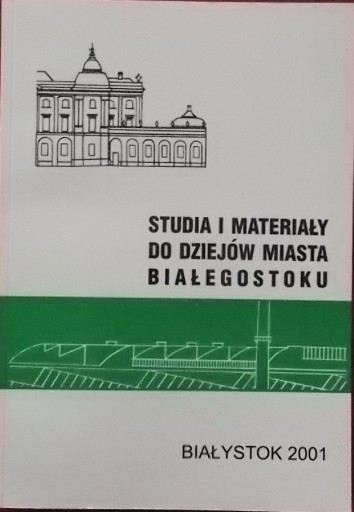 STUDIA I MATERIAŁY
DO DZIEJÓW MIASTA
BIAŁEGOSTOKU
BIAŁYSTOK 2001